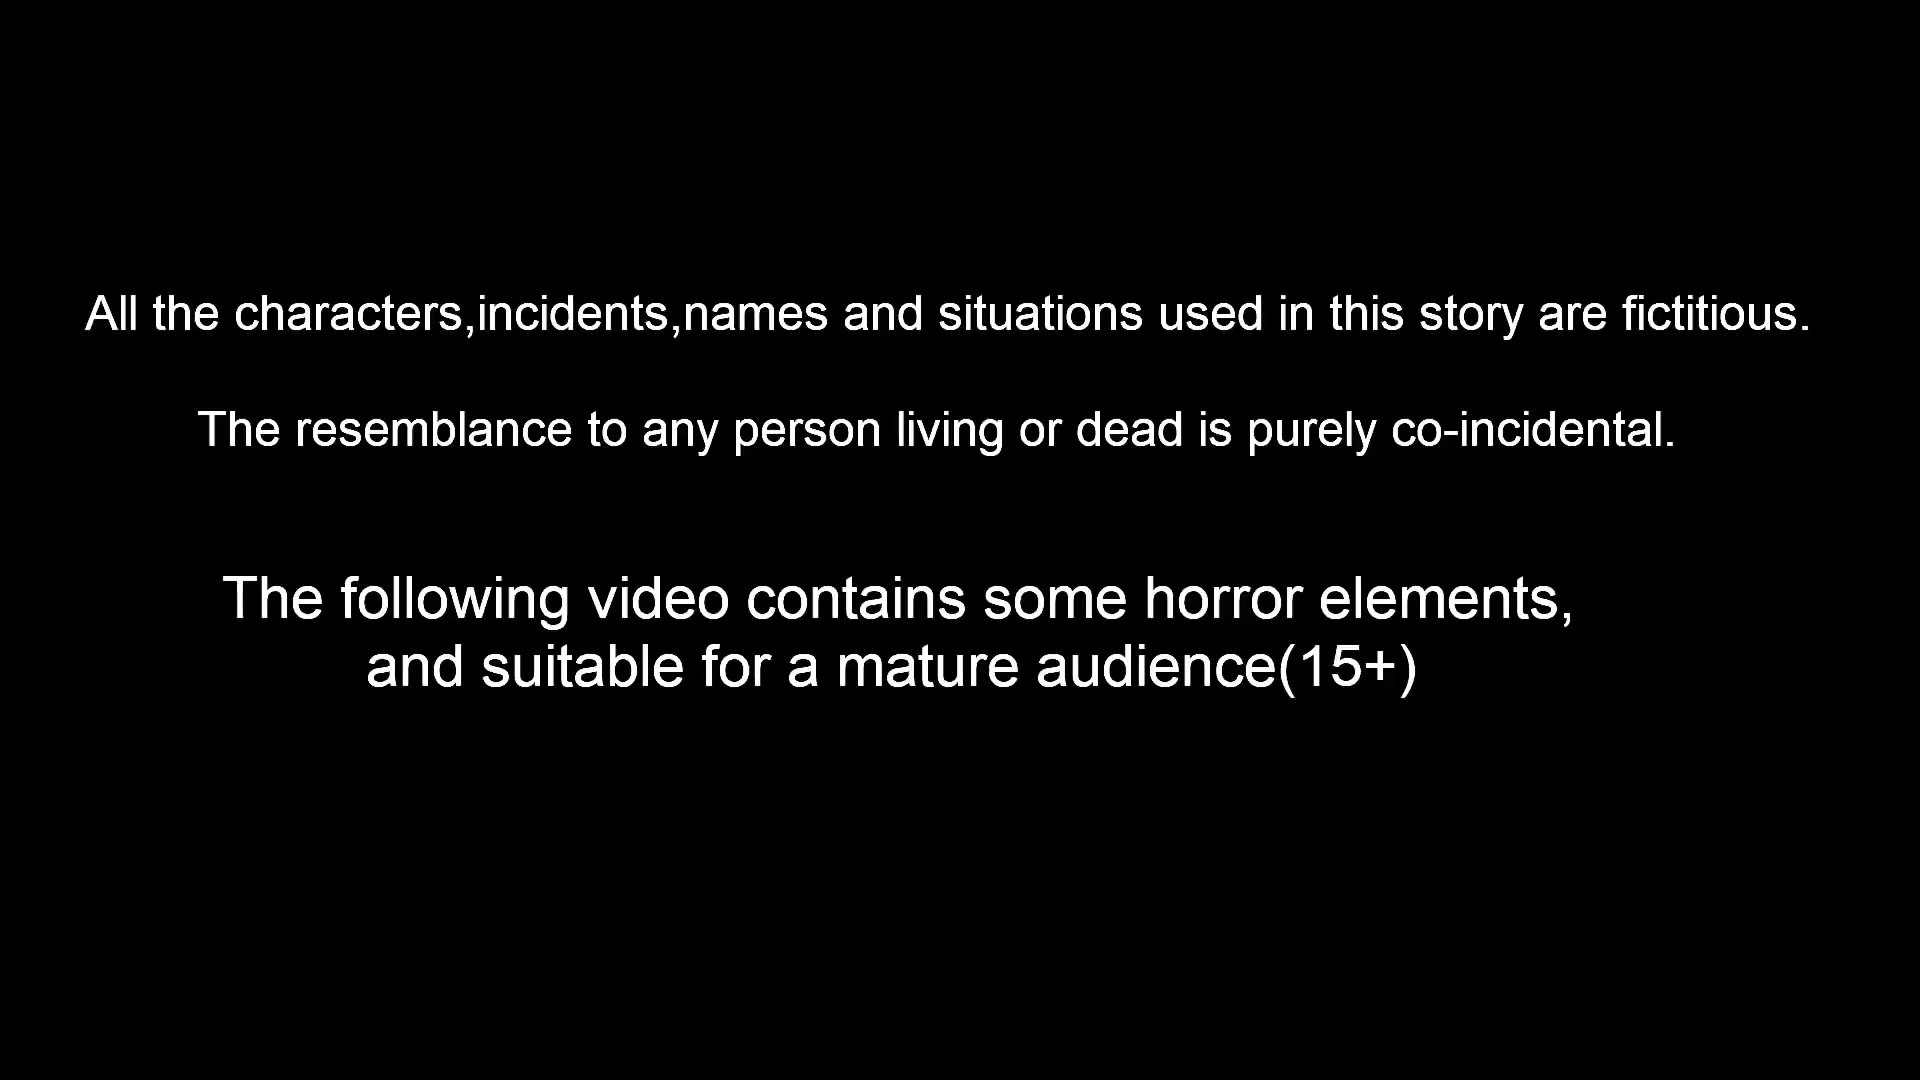 All the characters,incidents,names and situations used in this story are fictitious.
The resemblance to any person living or dead is purely co-incidental.
The following video contains some horror elements,
and suitable for a mature audience(15+)